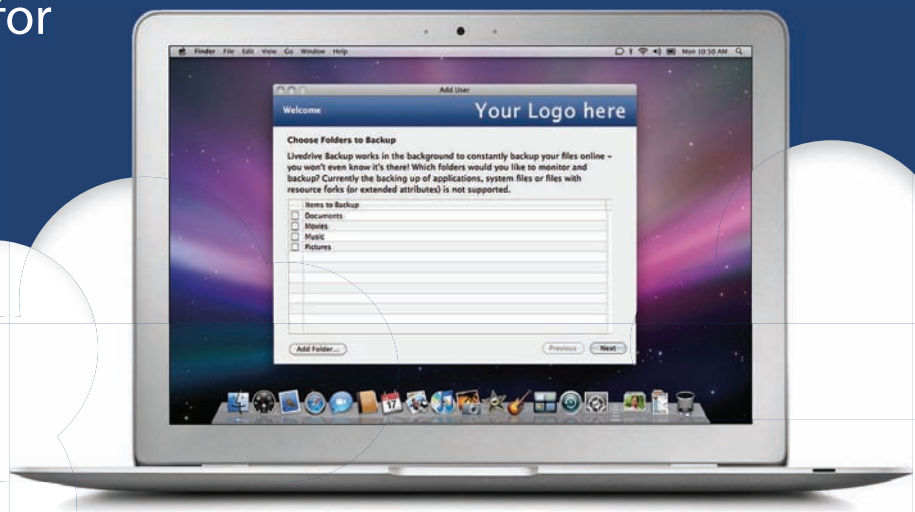 for
Finder File Edit View Go Window Help
Mon 10:50 AM
Add User
Welcome
Your Logo here
Choose Folders to Backup
Livedrive Backup works in the background to constantly backup your files online –
you won't even know it's there! Which folders would you like to monitor and
backup? Currently the backing up of applications, system files or files with
resource forks (or extended attributes) is not supported.
Items to Backup
Documents
Movies
Music
Pictures
Add Folder...
Previous
Next
17